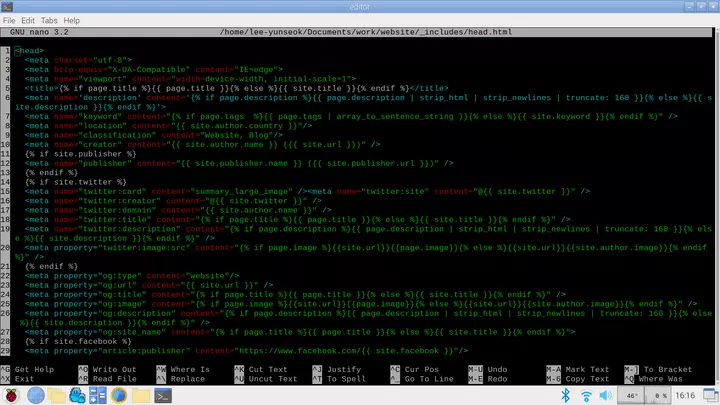 editor
File Edit Tabs Help
GNU nano 3.2 /home/lee-yunseok/Documents/work/website/_includes/head.html
1 <head>
2 <meta charset="utf-8">
3 <meta http-equiv="X-UA-Compatible" content="IE=edge">
4 <meta name="viewport" content="width=device-width, initial-scale=1">
5 <title>{% if page.title %}{{ page.title }}{% else %}{{ site.title }}{% endif %}</title>
6 <meta name='description' content='{% if page.description %}{{ page.description | strip_html | strip_newlines | truncate: 160 }}{% else %}{{ s
ite.description }}{% endif %}'>
7 <meta name="keyword" content="{% if page.tags %}{{ page.tags | array_to_sentence_string }}{% else %}{{ site.keyword }}{% endif %}" />
8 <meta name="location" content="{{ site.author.country }}"/>
9 <meta name="classification" content="Website, Blog"/>
10 <meta name="creator" content="{{ site.author.name }} ({{ site.url }})" />
11 {% if site.publisher %}
12 <meta name="publisher" content="{{ site.publisher.name }} ({{ site.publisher.url }})" />
13 {% endif %}
14 {% if site.twitter %}
15 <meta name="twitter:card" content="summary_large_image" /><meta name="twitter:site" content="@{{ site.twitter }}" />
16 <meta name="twitter:creator" content="@{{ site.twitter }}" />
17 <meta name="twitter:domain" content="{{ site.author.name }}" />
18 <meta name="twitter:title" content="{% if page.title %}{{ page.title }}{% else %}{{ site.title }}{% endif %}" />
19 <meta name="twitter:description" content="{% if page.description %}{{ page.description | strip_html | strip_newlines | truncate: 160 }}{% els
e %}{{ site.description }}{% endif %}" />
20 <meta property="twitter:image:src" content="{% if page.image %}{{site.url}}{{page.image}}{% else %}{{site.url}}{{site.author.image}}{% endif
%}" />
21 {% endif %}
22 <meta property="og:type" content="website"/>
23 <meta property="og:url" content="{{ site.url }}" />
24 <meta property="og:title" content="{% if page.title %}{{ page.title }}{% else %}{{ site.title }}{% endif %}" />
25 <meta property="og:image" content="{% if page.image %}{{site.url}}{{page.image}}{% else %}{{site.url}}{{site.author.image}}{% endif %}" />
26 <meta property="og:description" content="{% if page.description %}{{ page.description | strip_html | strip_newlines | truncate: 160 }}{% else
%}{{ site.description }}{% endif %}" />
27 <meta property="og:site_name" content="{% if page.title %}{{ page.title }}{% else %}{{ site.title }}{% endif %}">
28 {% if site.facebook %}
29 <meta property="article:publisher" content="https://www.facebook.com/{{ site.facebook }}"/>
^G Get Help ^O Write Out ^W Where Is ^K Cut Text ^J Justify ^C Cur Pos M-U Undo M-A Mark Text M-] To Bracket
^X Exit ^R Read File ^\ Replace ^U Uncut Text ^T To Spell ^_ Go To Line M-E Redo M-6 Copy Text ^Q Where Was
46° 0 % 16:16